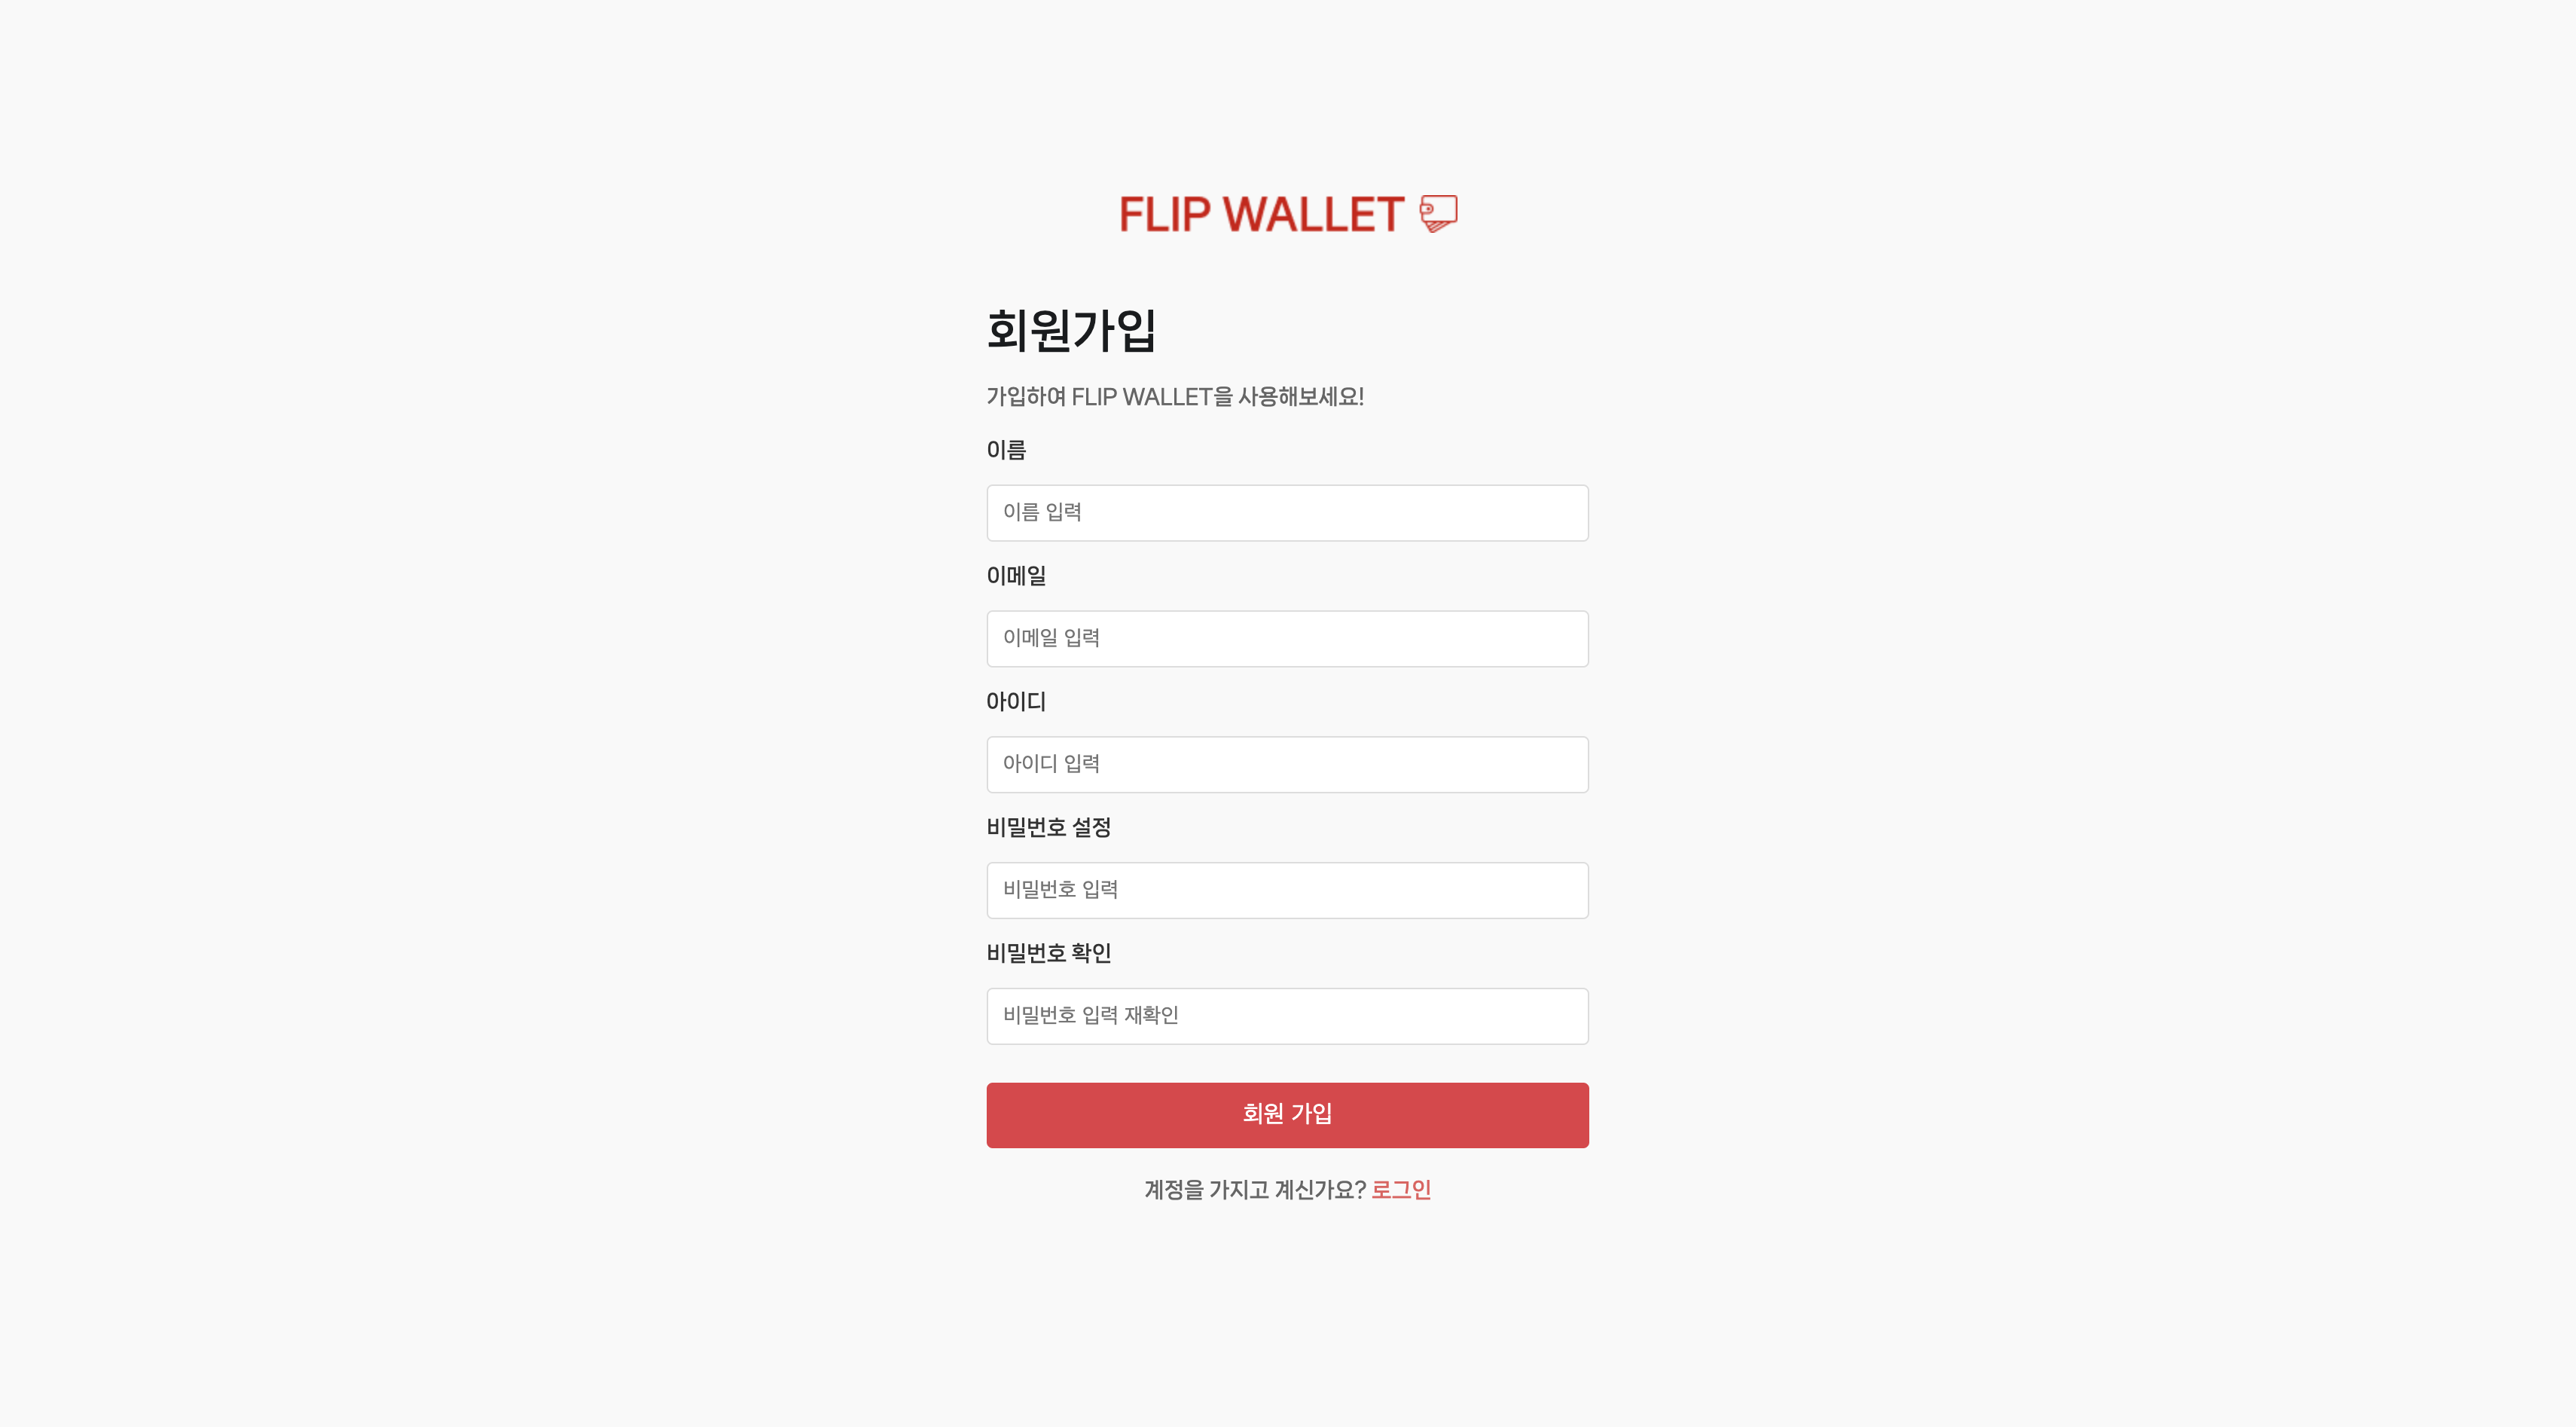 FLIP WALLET
회원가입
가입하여 FLIP WALLET을 사용해보세요!
이름
이름 입력
이메일
이메일 입력
아이디
아이디 입력
비밀번호 설정
비밀번호 입력
비밀번호 확인
비밀번호 입력 재확인
회원 가입
계정을 가지고 계신가요? 로그인